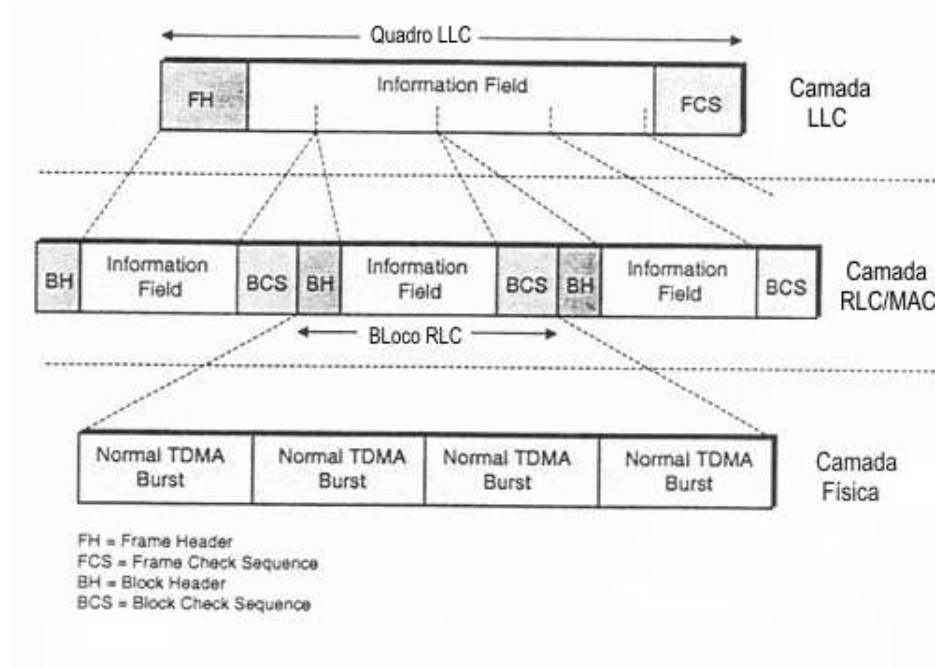 Quadro LLC
FH
Information Field
FCS
Camada
LLC
BH
Information
Field
BCS
BH
Information
Field
BCS
BH
Information
Field
BCS
Camada
RLC/MAC
BLoco RLC
Normal TDMA
Burst
Normal TDMA
Burst
Normal TDMA
Burst
Normal TDMA
Burst
Camada
Física
FH = Frame Header
FCS = Frame Check Sequence
BH = Block Header
BCS = Block Check Sequence